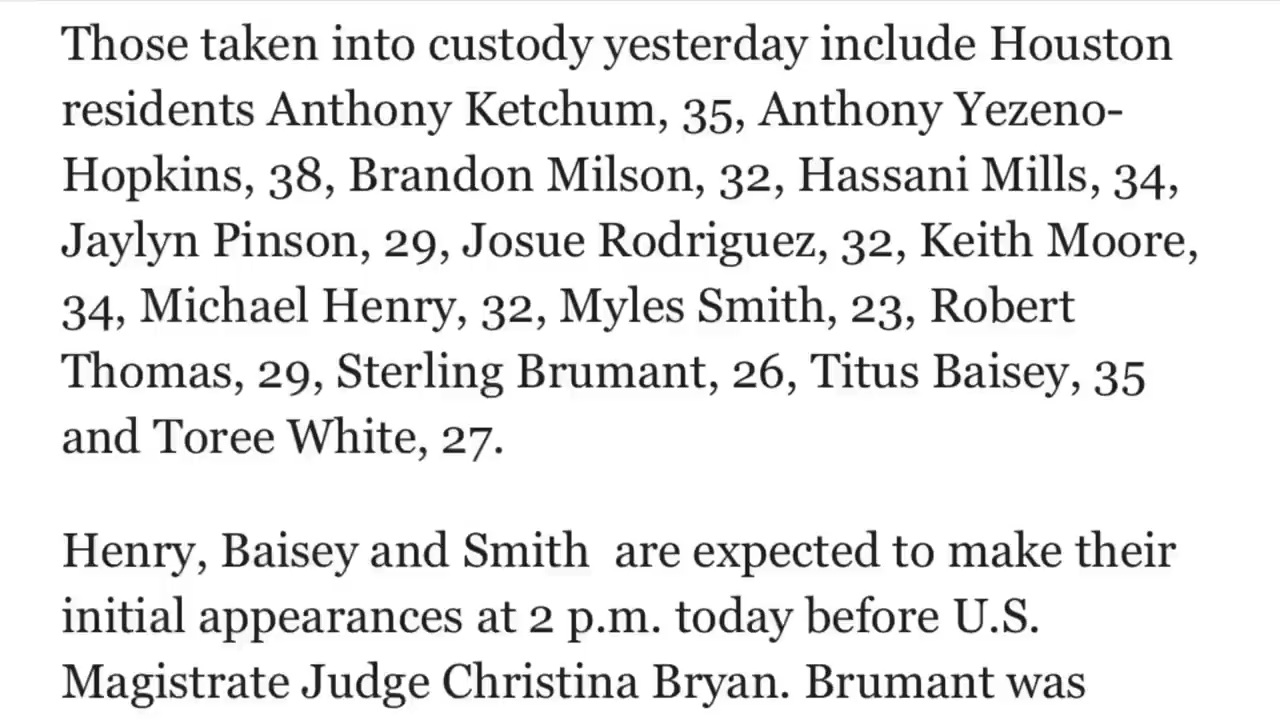 Those taken into custody yesterday include Houston
residents Anthony Ketchum, 35, Anthony Yezeno-
Hopkins, 38, Brandon Milson, 32, Hassani Mills, 34,
Jaylyn Pinson, 29, Josue Rodriguez, 32, Keith Moore,
34, Michael Henry, 32, Myles Smith, 23, Robert
Thomas, 29, Sterling Brumant, 26, Titus Baisey, 35
and Toree White, 27.
Henry, Baisey and Smith  are expected to make their
initial appearances at 2 p.m. today before U.S.
Magistrate Judge Christina Bryan. Brumant was